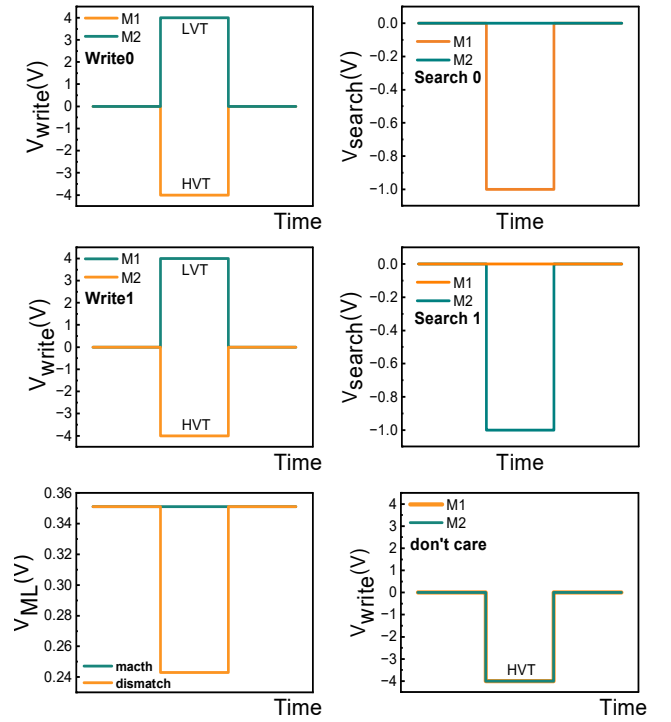 4
3
2
1
0
−1
−2
−3
−4
V_write(V)
M1
M2
Write0
LVT
HVT
Time
0.0
−0.2
−0.4
−0.6
−0.8
−1.0
V_search(V)
M1
M2
Search 0
Time
4
3
2
1
0
−1
−2
−3
−4
V_write(V)
M1
M2
Write1
LVT
HVT
Time
0.0
−0.2
−0.4
−0.6
−0.8
−1.0
V_search(V)
M1
M2
Search 1
Time
0.36
0.34
0.32
0.30
0.28
0.26
0.24
V_ML(V)
macth
dismatch
Time
4
3
2
1
0
−1
−2
−3
−4
V_write(V)
M1
M2
don't care
HVT
Time